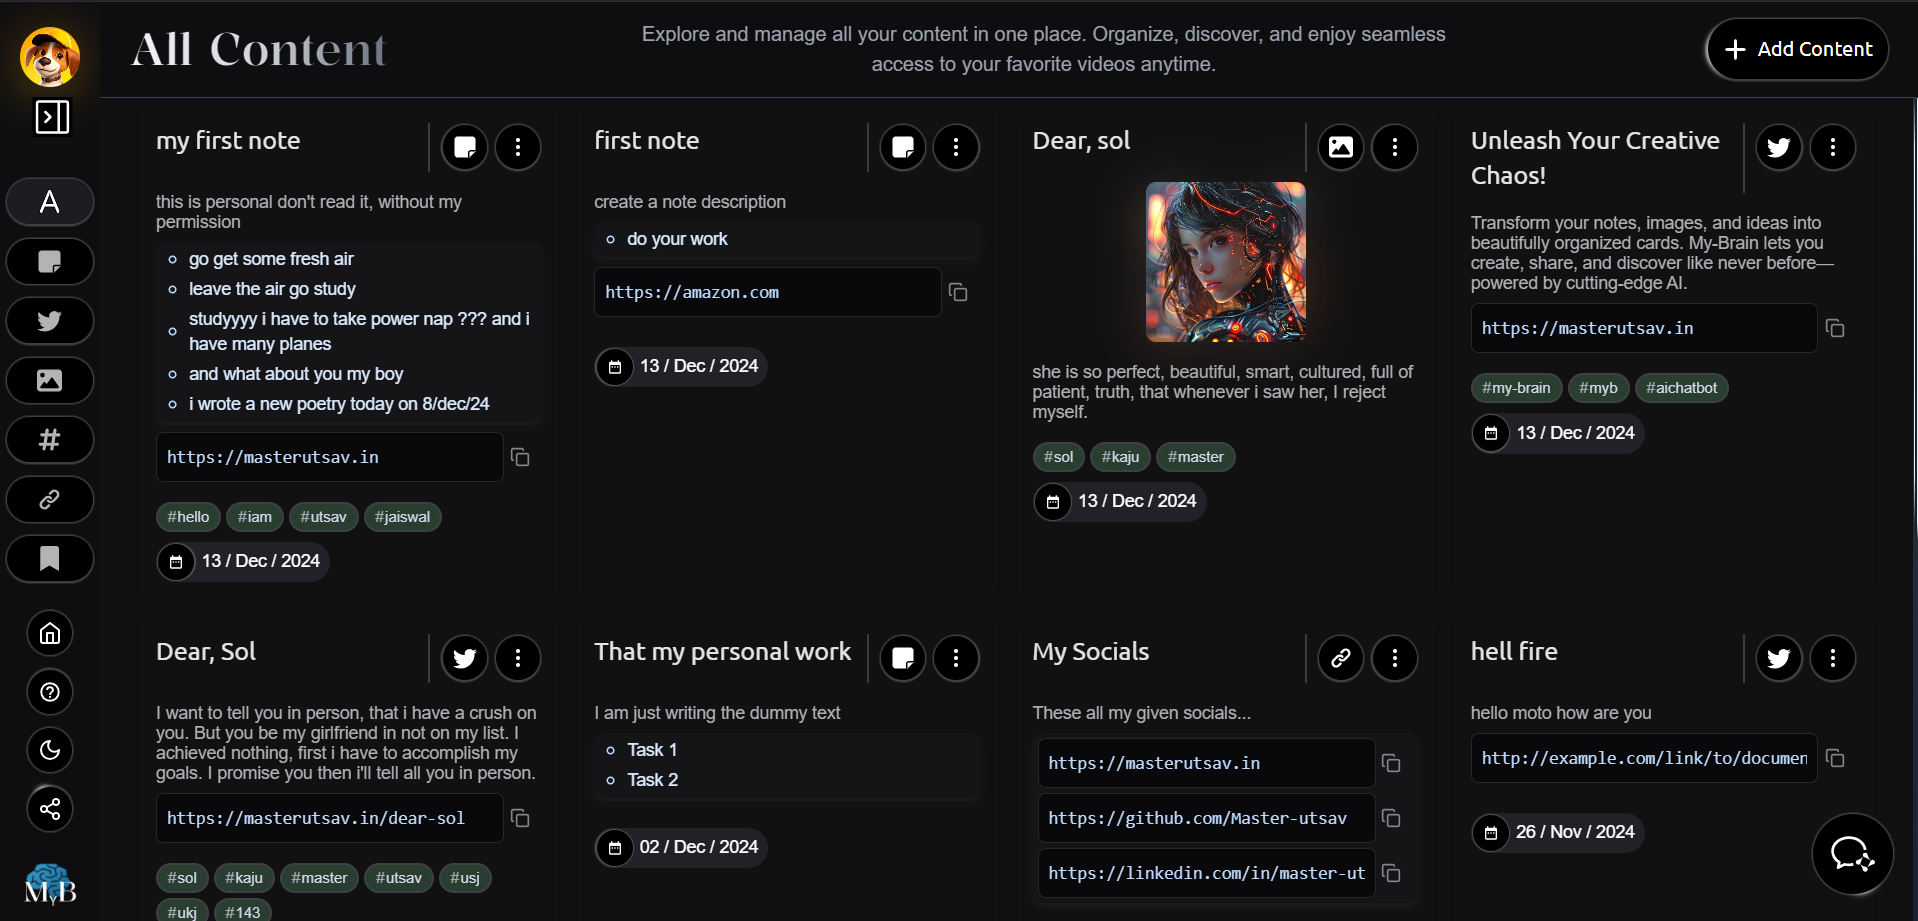 All Content
Explore and manage all your content in one place. Organize, discover, and enjoy seamless
access to your favorite videos anytime.
Add Content
my first note
this is personal don't read it, without my
permission
go get some fresh air
leave the air go study
studyyyy i have to take power nap ??? and i
have many planes
and what about you my boy
i wrote a new poetry today on 8/dec/24
https://masterutsav.in
#hello #iam #utsav #jaiswal
13 / Dec / 2024
first note
create a note description
do your work
https://amazon.com
13 / Dec / 2024
Dear, sol
she is so perfect, beautiful, smart, cultured, full of
patient, truth, that whenever i saw her, I reject
myself.
#sol #kaju #master
13 / Dec / 2024
Unleash Your Creative
Chaos!
Transform your notes, images, and ideas into
beautifully organized cards. My-Brain lets you
create, share, and discover like never before—
powered by cutting-edge AI.
https://masterutsav.in
#my-brain #myb #aichatbot
13 / Dec / 2024
Dear, Sol
I want to tell you in person, that i have a crush on
you. But you be my girlfriend in not on my list. I
achieved nothing, first i have to accomplish my
goals. I promise you then i'll tell all you in person.
https://masterutsav.in/dear-sol
#sol #kaju #master #utsav #usj
#ukj #143
That my personal work
I am just writing the dummy text
Task 1
Task 2
02 / Dec / 2024
My Socials
These all my given socials...
https://masterutsav.in
https://github.com/Master-utsav
https://linkedin.com/in/master-ut
hell fire
hello moto how are you
http://example.com/link/to/documen
26 / Nov / 2024
A
#
MyB